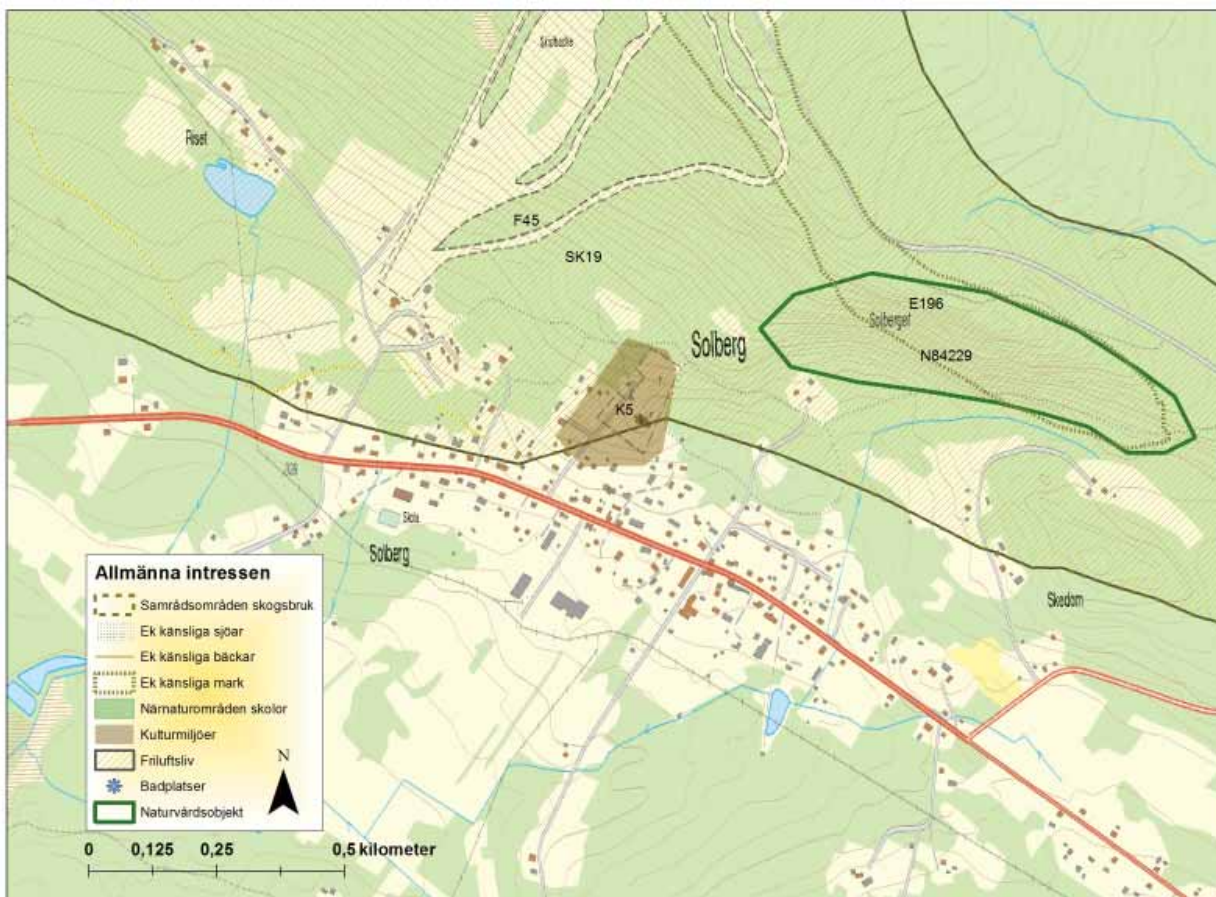 Skidbacke
Riset
F45
SK19
E196
Solberget
Solberg
N84229
K5
Skola
Solberg
Skedom
Allmänna intressen
Samrådsområden skogsbruk
Ek känsliga sjöar
Ek känsliga bäckar
Ek känsliga mark
Närnaturområden skolor
Kulturmiljöer
Friluftsliv
Badplatser
Naturvårdsobjekt
N
0 0,125 0,25 0,5 kilometer